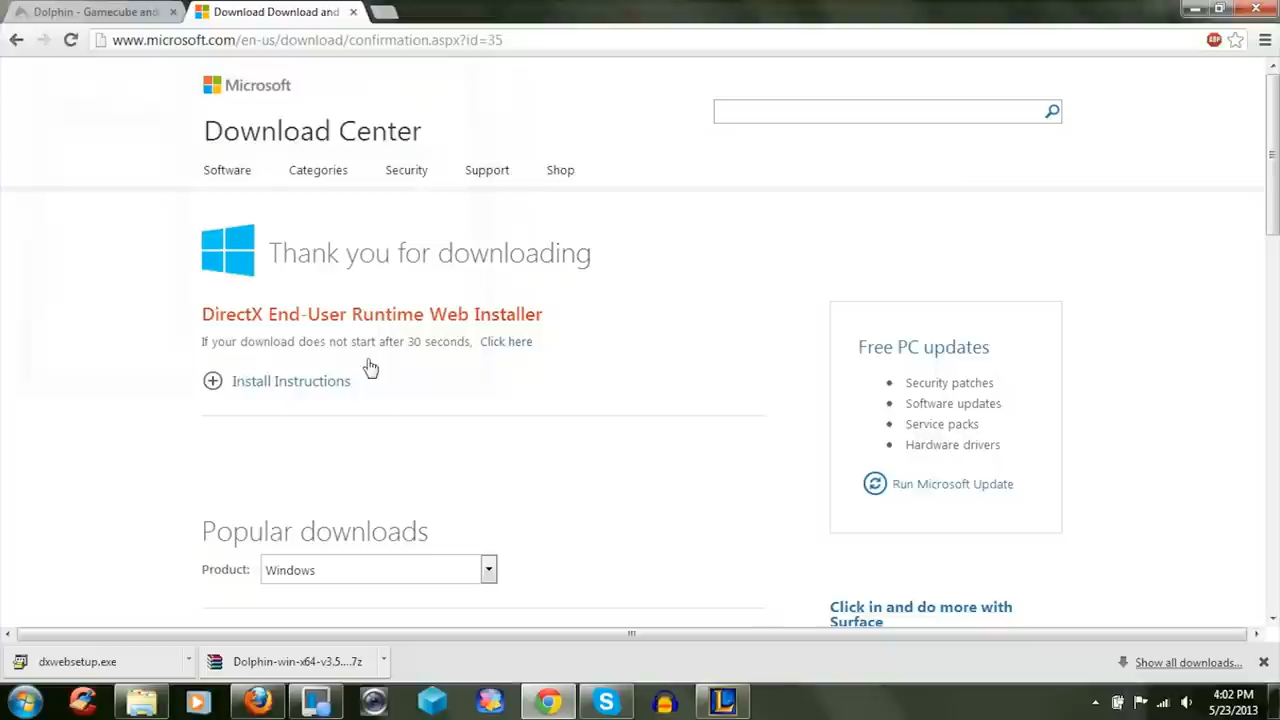 Dolphin - Gamecube and
Download Download and
www.microsoft.com/en-us/download/confirmation.aspx?id=35
ABP
Microsoft
Download Center
Software Categories Security Support Shop
Thank you for downloading
DirectX End-User Runtime Web Installer
If your download does not start after 30 seconds, Click here
Install Instructions
Free PC updates
Security patches
Software updates
Service packs
Hardware drivers
Run Microsoft Update
Popular downloads
Product: Windows
Click in and do more with
Surface
dxwebsetup.exe
Dolphin-win-x64-v3.5....7z
Show all downloads...
4:02 PM
5/23/2013